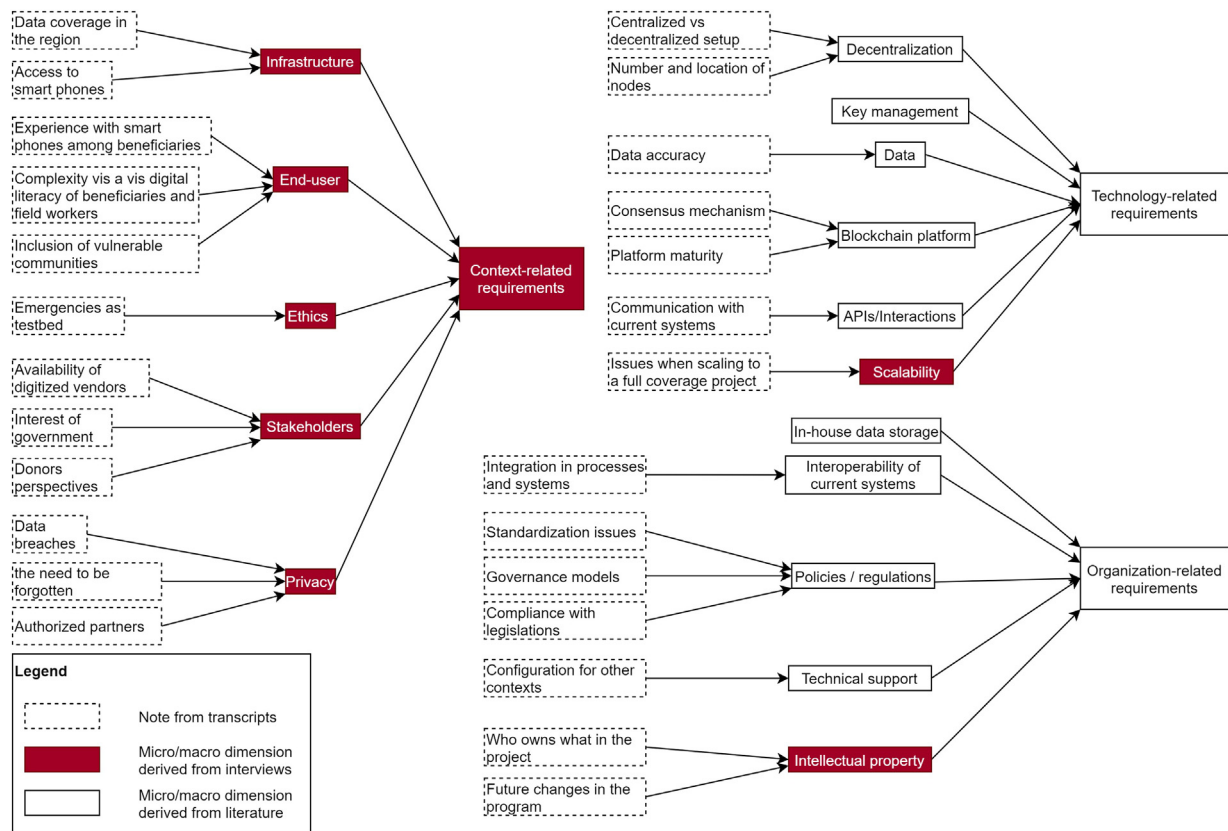 Data coverage in
the region
Access to
smart phones
Infrastructure
Experience with smart
phones among beneficiaries
Complexity vis a vis digital
literacy of beneficiaries and
field workers
Inclusion of vulnerable
communities
End-user
Emergencies as
testbed
Ethics
Availability of
digitized vendors
Interest of
government
Donors
perspectives
Stakeholders
Data
breaches
the need to be
forgotten
Authorized partners
Privacy
Context-related
requirements
Centralized vs
decentralized setup
Number and location of
nodes
Decentralization
Key management
Data accuracy
Data
Consensus mechanism
Platform maturity
Blockchain platform
Communication with
current systems
APIs/Interactions
Issues when scaling to
a full coverage project
Scalability
Technology-related
requirements
In-house data storage
Integration in processes
and systems
Interoperability of
current systems
Standardization issues
Governance models
Compliance with
legislations
Policies / regulations
Configuration for other
contexts
Technical support
Who owns what in the
project
Future changes in the
program
Intellectual property
Organization-related
requirements
Legend
Note from transcripts
Micro/macro dimension
derived from interviews
Micro/macro dimension
derived from literature